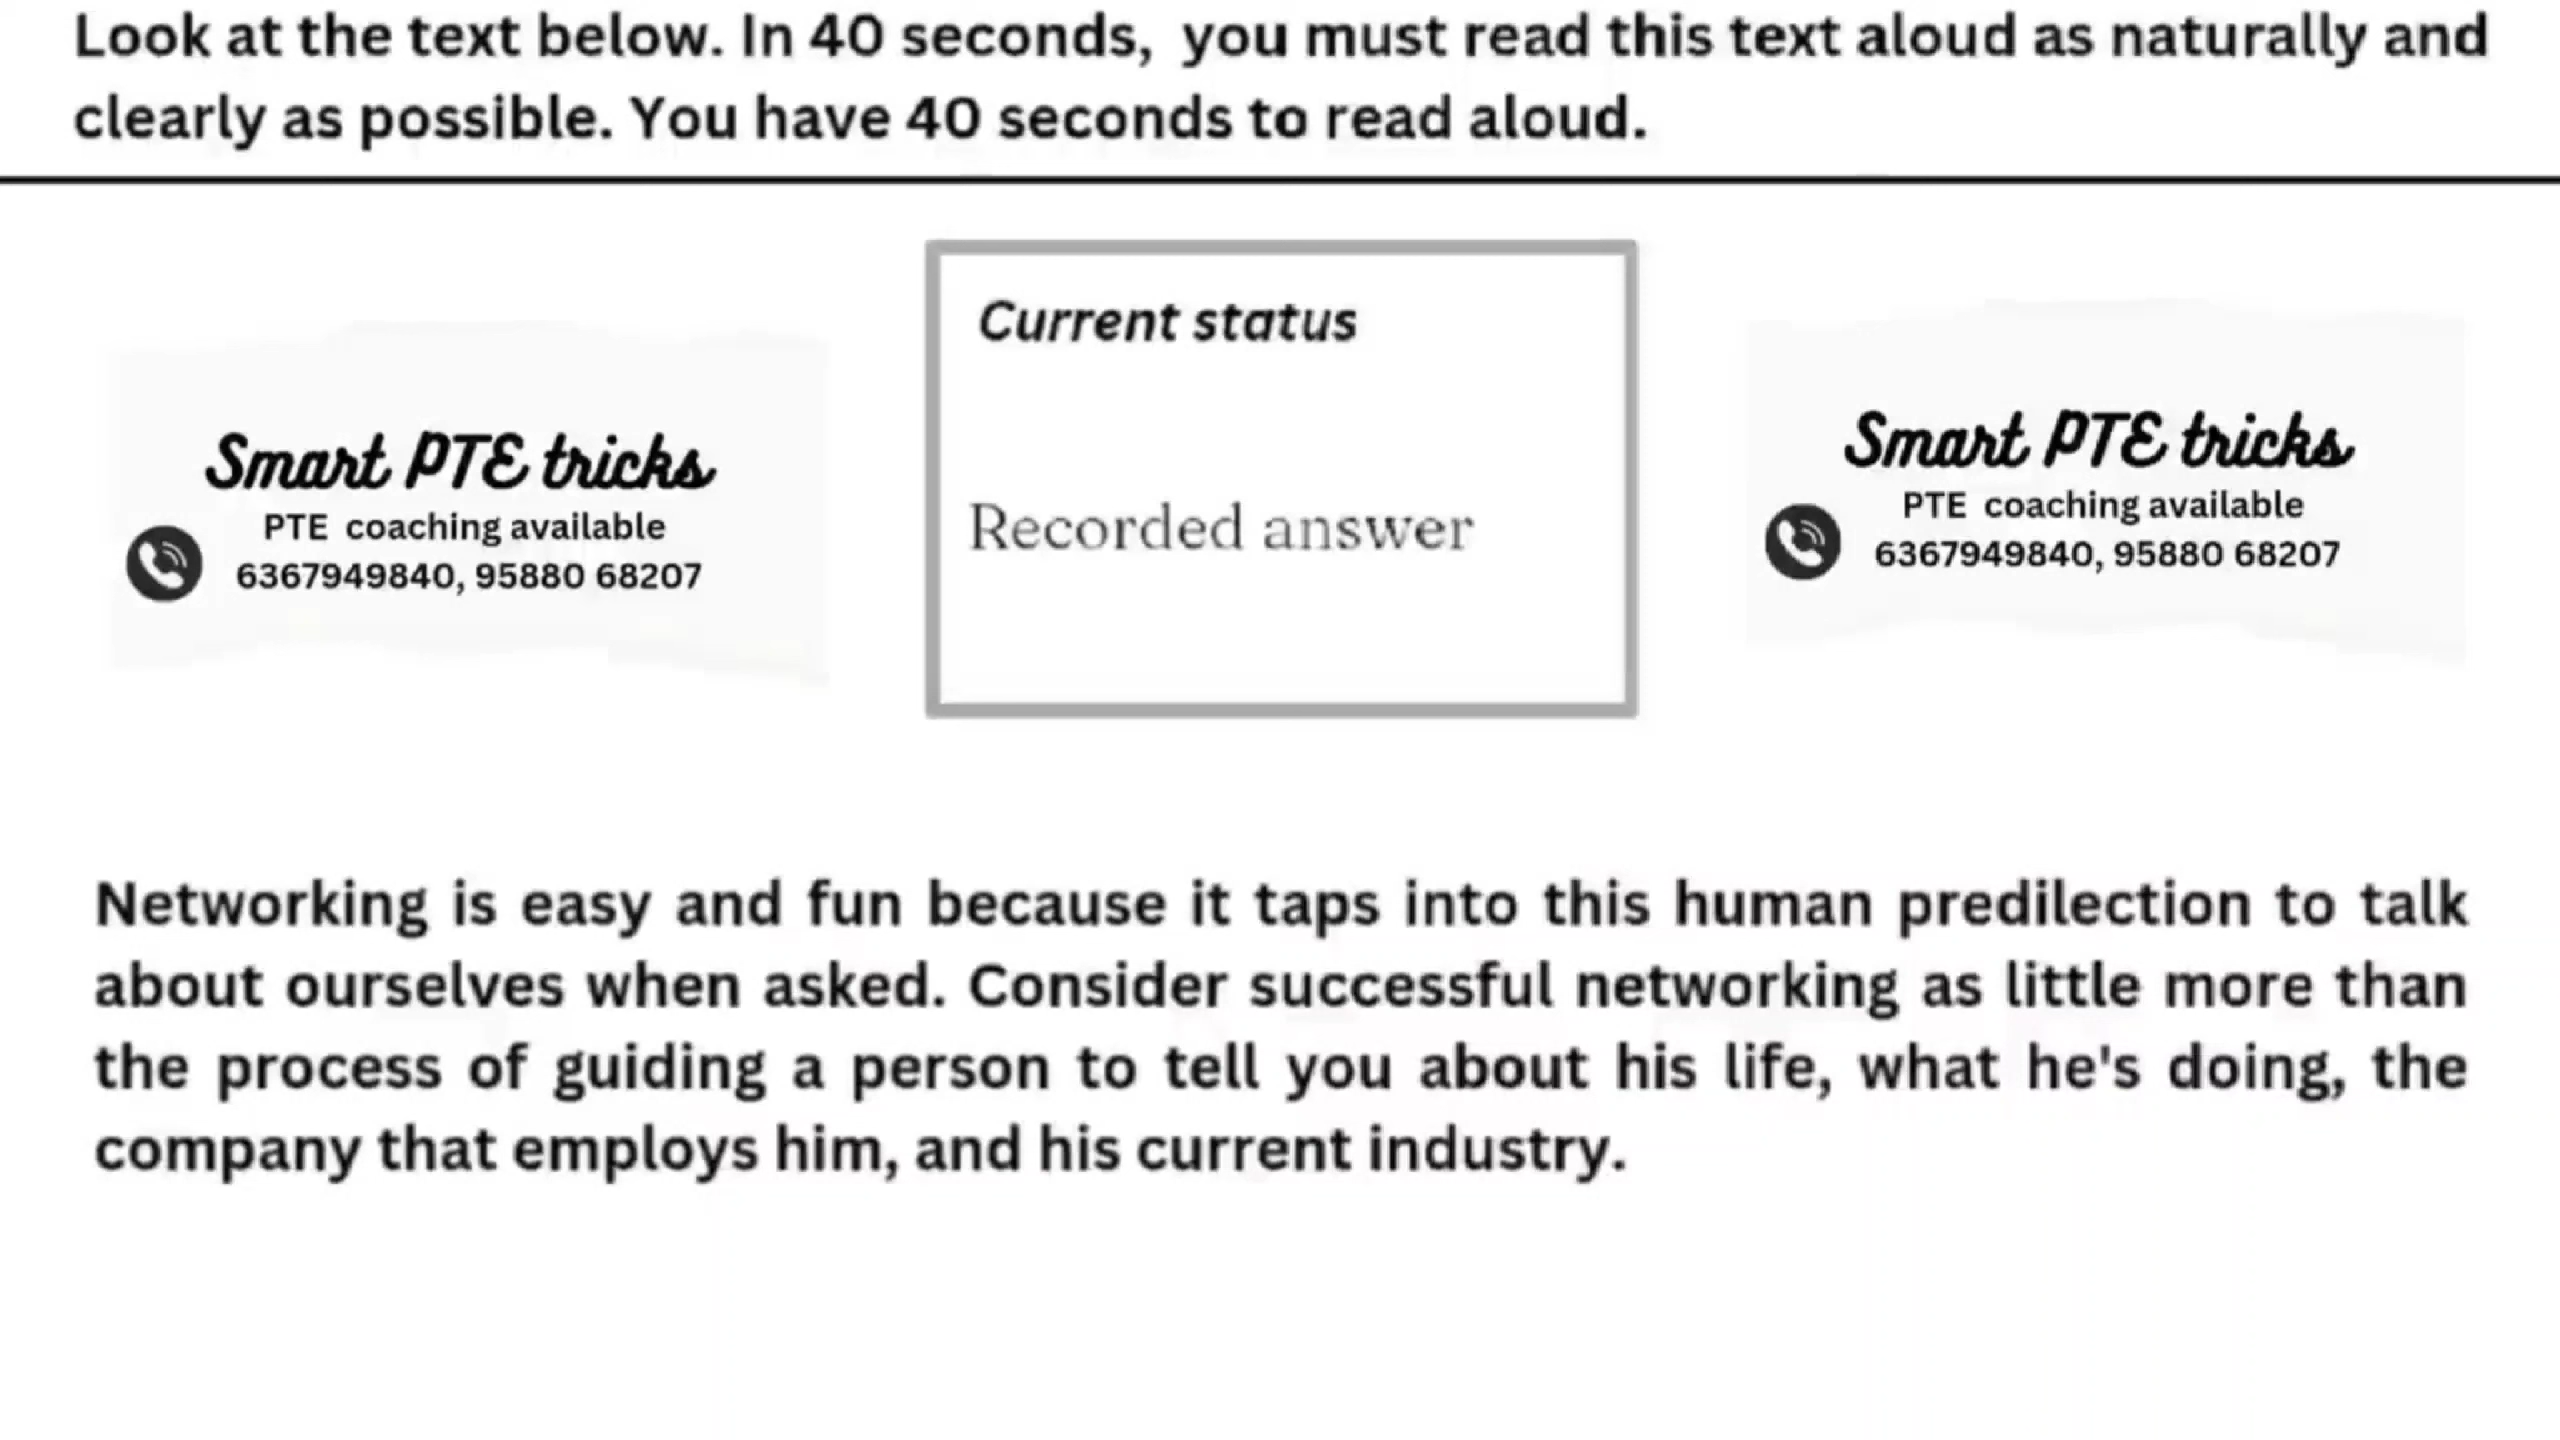 Look at the text below. In 40 seconds,  you must read this text aloud as naturally and
clearly as possible. You have 40 seconds to read aloud.
Current status
Recorded answer
Smart PTE tricks
PTE  coaching available
6367949840, 95880 68207
Smart PTE tricks
PTE  coaching available
6367949840, 95880 68207
Networking is easy and fun because it taps into this human predilection to talk
about ourselves when asked. Consider successful networking as little more than
the process of guiding a person to tell you about his life, what he's doing, the
company that employs him, and his current industry.